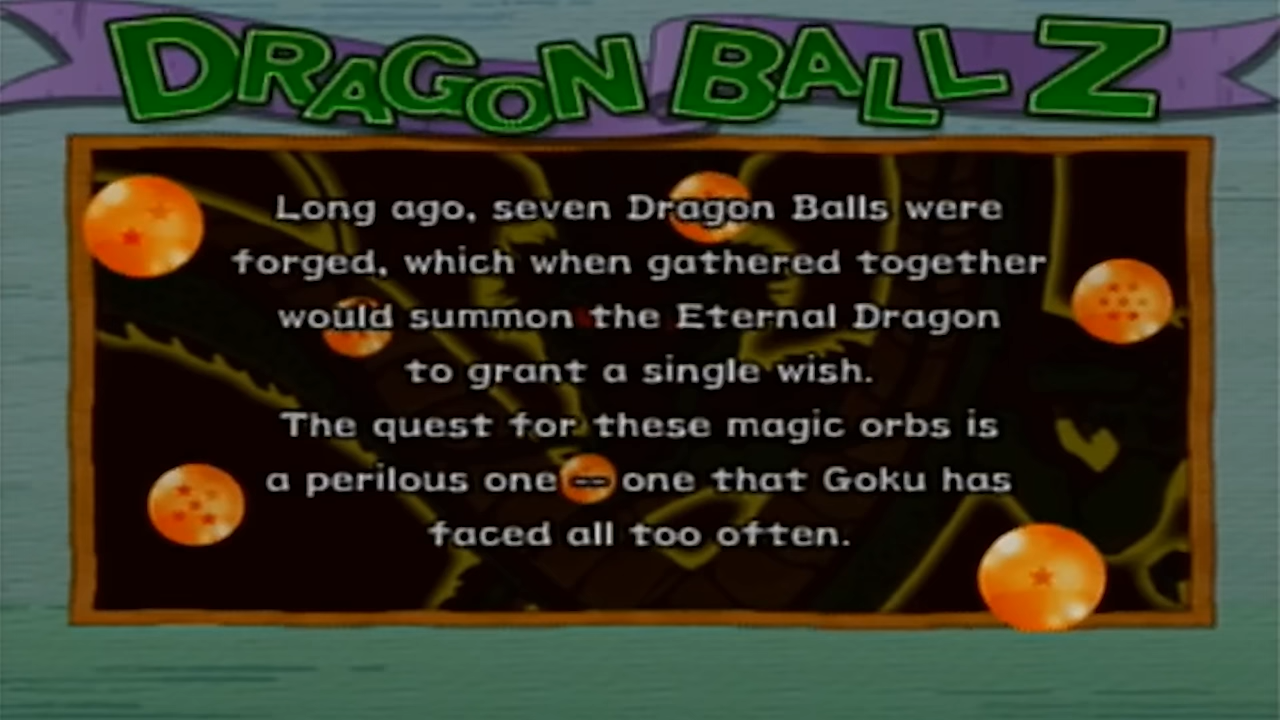 DRAGON BALL Z
Long ago, seven Dragon Balls were
forged, which when gathered together
would summon the Eternal Dragon
to grant a single wish.
The quest for these magic orbs is
a perilous one -- one that Goku has
faced all too often.